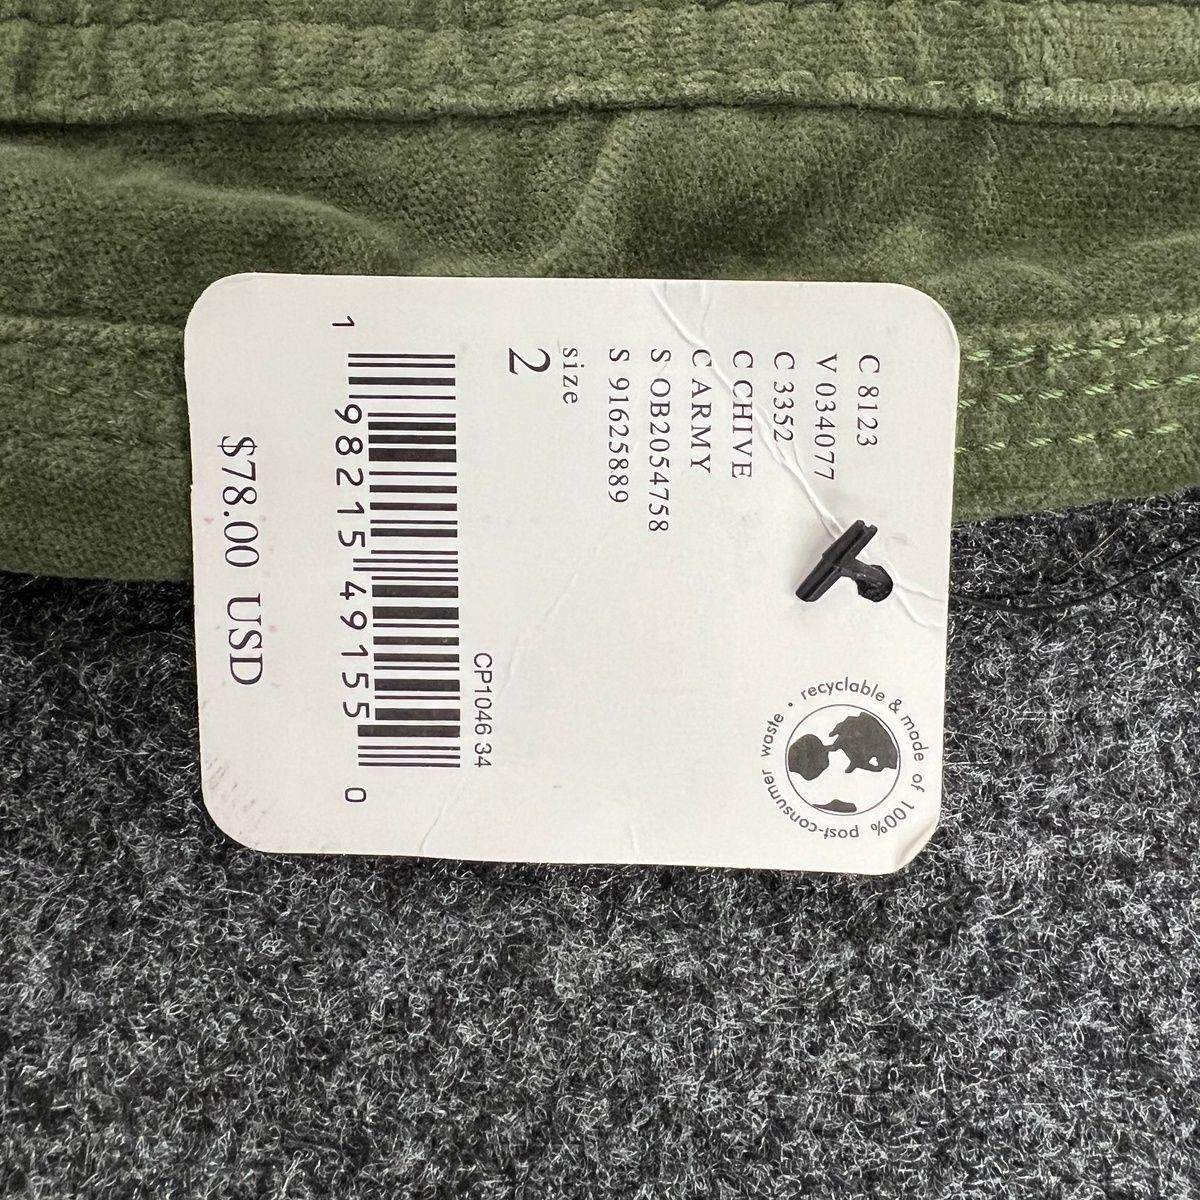 C 8123
V 034077
C 3352
C CHIVE
C ARMY
S OB2054758
S 91625889
size
2
recyclable & made of 100% post-consumer waste •
CP1046 34
1 98215 49155 0
$78.00 USD